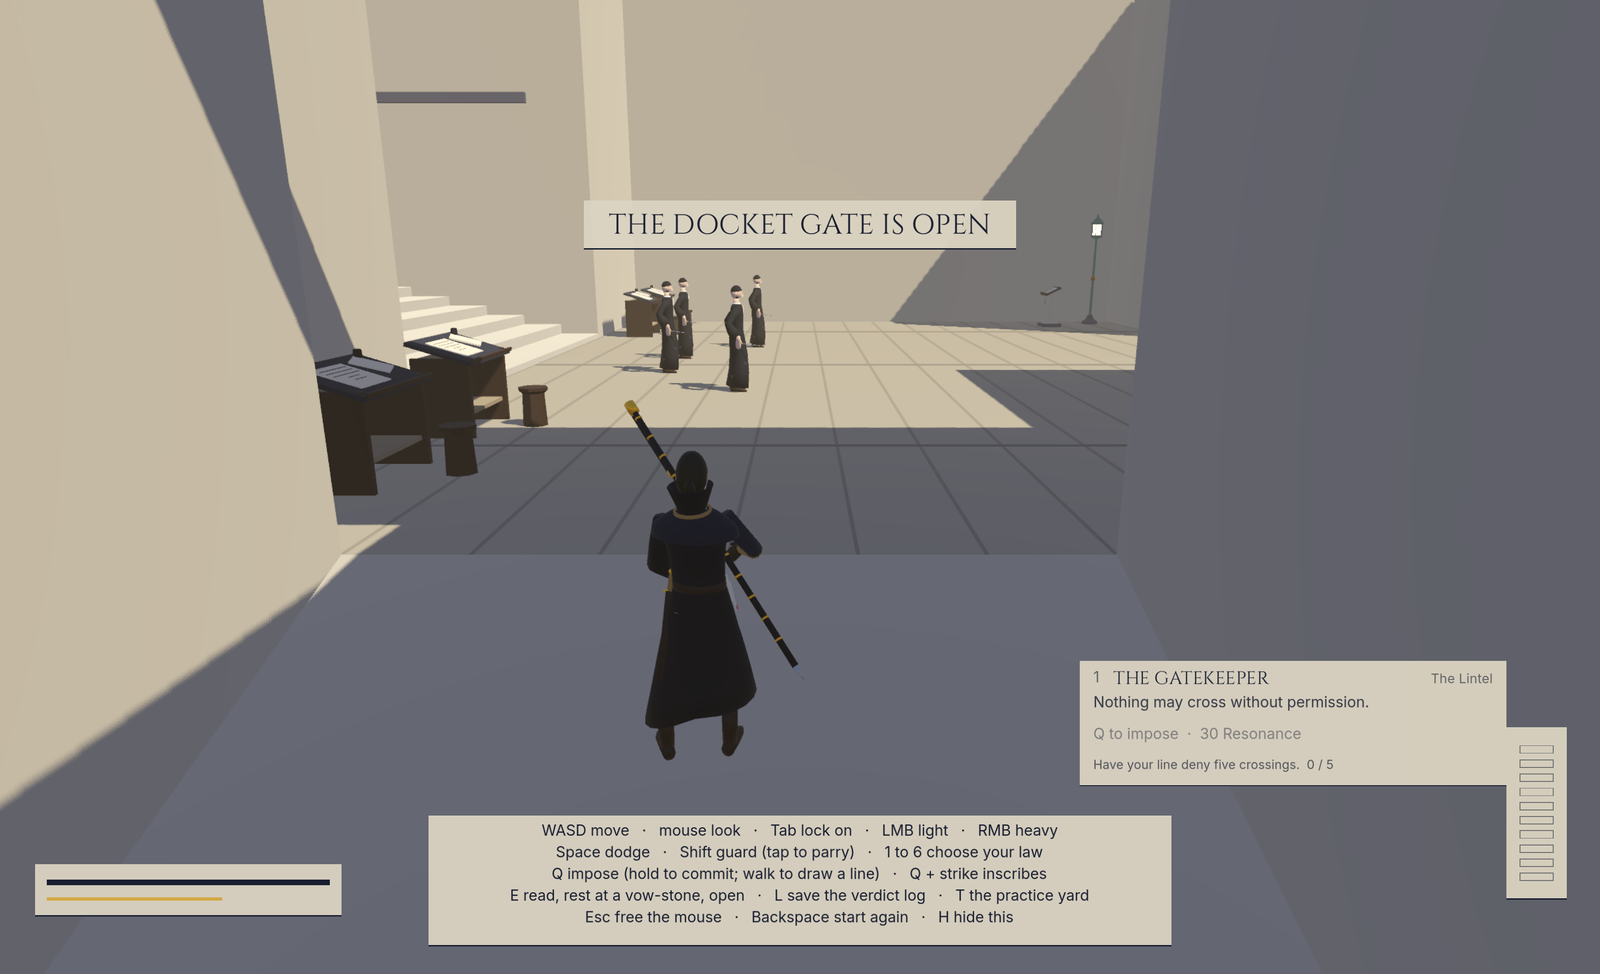 THE DOCKET GATE IS OPEN
1 THE GATEKEEPER The Lintel
Nothing may cross without permission.
Q to impose · 30 Resonance
Have your line deny five crossings. 0 / 5
WASD move · mouse look · Tab lock on · LMB light · RMB heavy
Space dodge · Shift guard (tap to parry) · 1 to 6 choose your law
Q impose (hold to commit; walk to draw a line) · Q + strike inscribes
E read, rest at a vow-stone, open · L save the verdict log · T the practice yard
Esc free the mouse · Backspace start again · H hide this